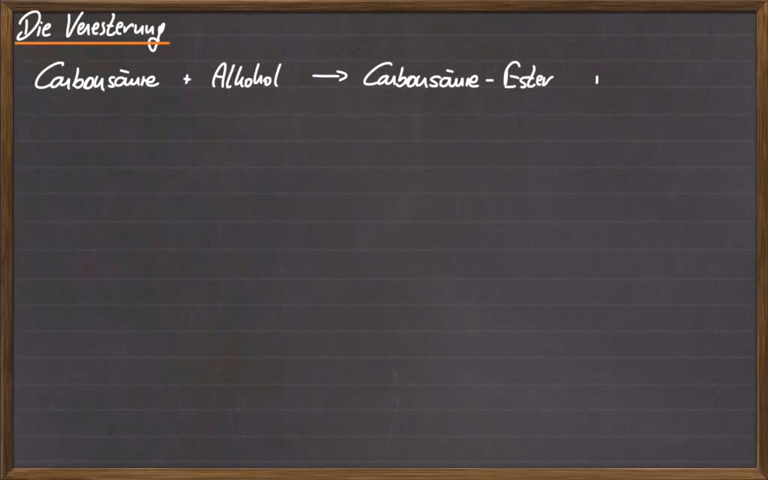 Die Veresterung
Carbonsäure + Alkohol → Carbonsäure - Ester